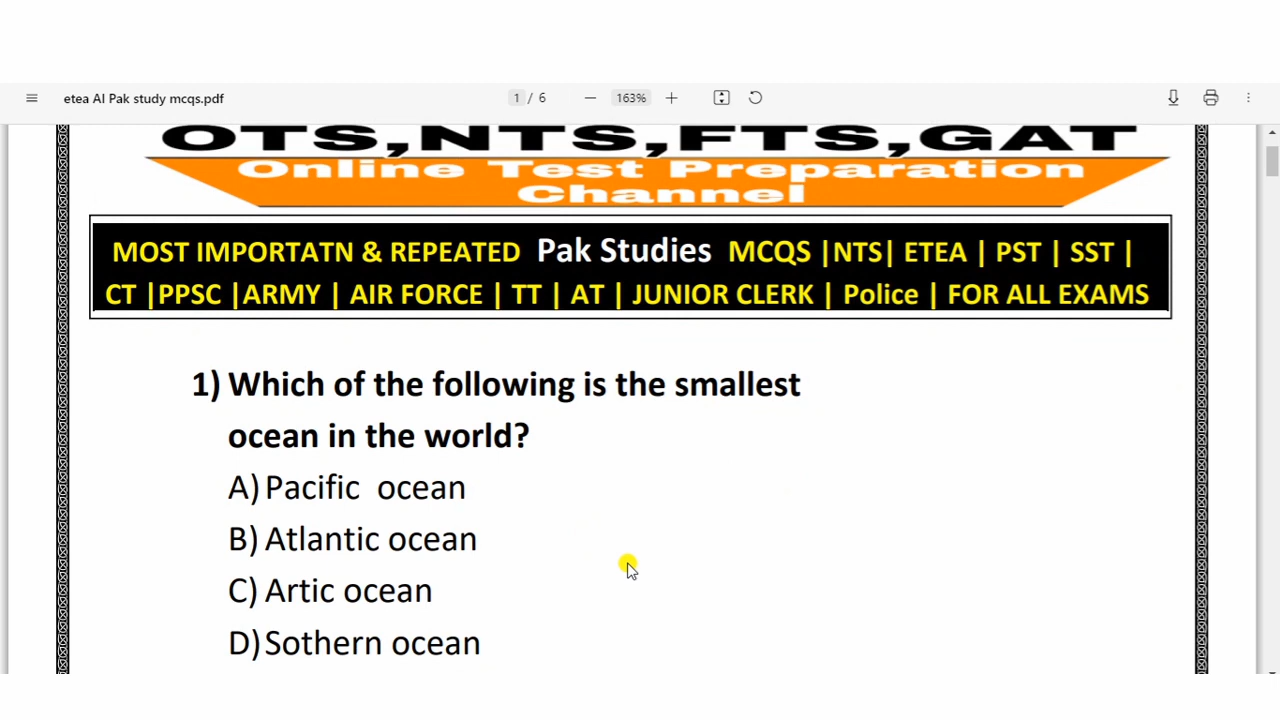 etea AI Pak study mcqs.pdf
1 / 6
163%
OTS,NTS,FTS,GAT
Online Test Preparation
Channel
MOST IMPORTATN & REPEATED Pak Studies MCQS |NTS| ETEA | PST | SST |
CT |PPSC |ARMY | AIR FORCE | TT | AT | JUNIOR CLERK | Police | FOR ALL EXAMS
1) Which of the following is the smallest
ocean in the world?
A) Pacific ocean
B) Atlantic ocean
C) Artic ocean
D) Sothern ocean